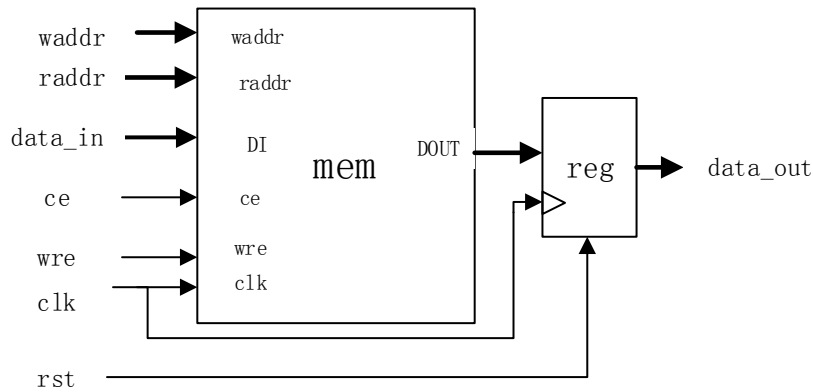 waddr
waddr
raddr
raddr
data_in
DI
DOUT
mem
reg
data_out
ce
ce
wre
wre
clk
clk
rst